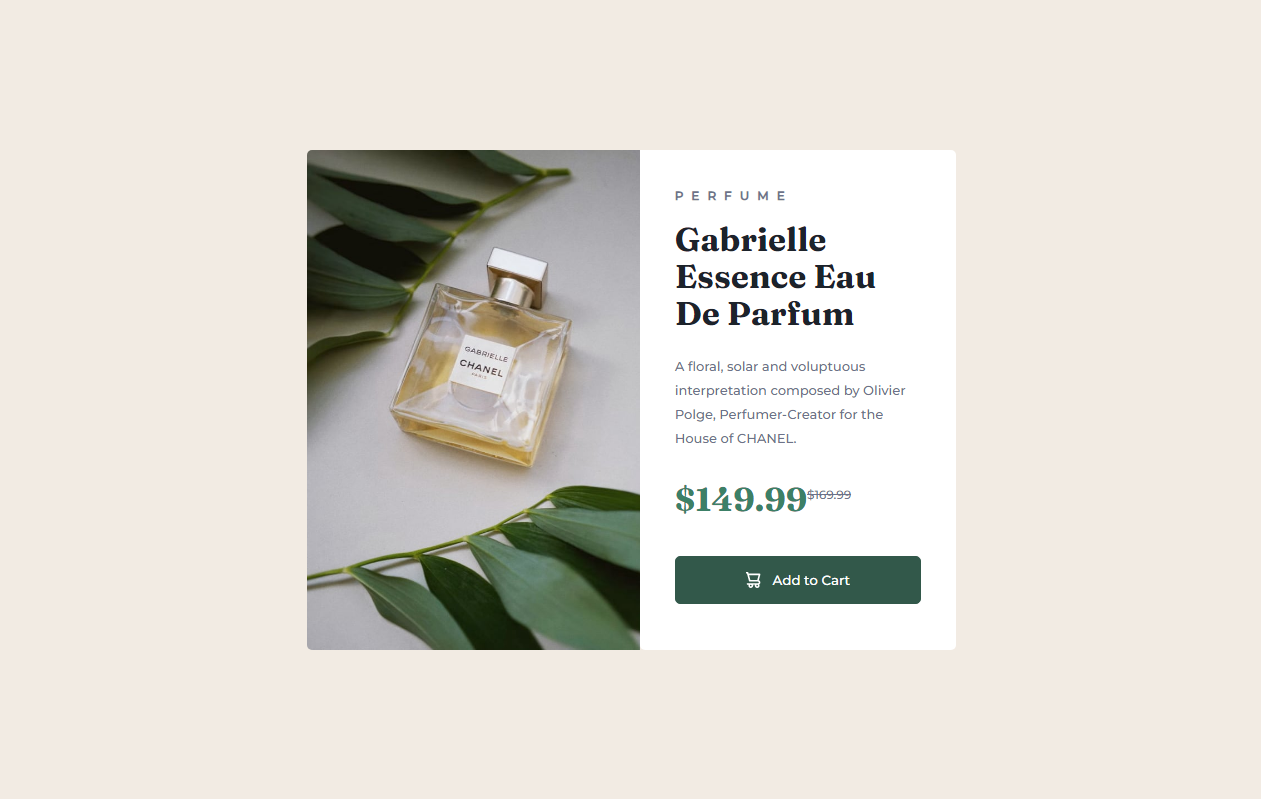 PERFUME
Gabrielle
Essence Eau
De Parfum
A floral, solar and voluptuous
interpretation composed by Olivier
Polge, Perfumer-Creator for the
House of CHANEL.
$149.99 $169.99
Add to Cart
GABRIELLE
CHANEL
PARIS